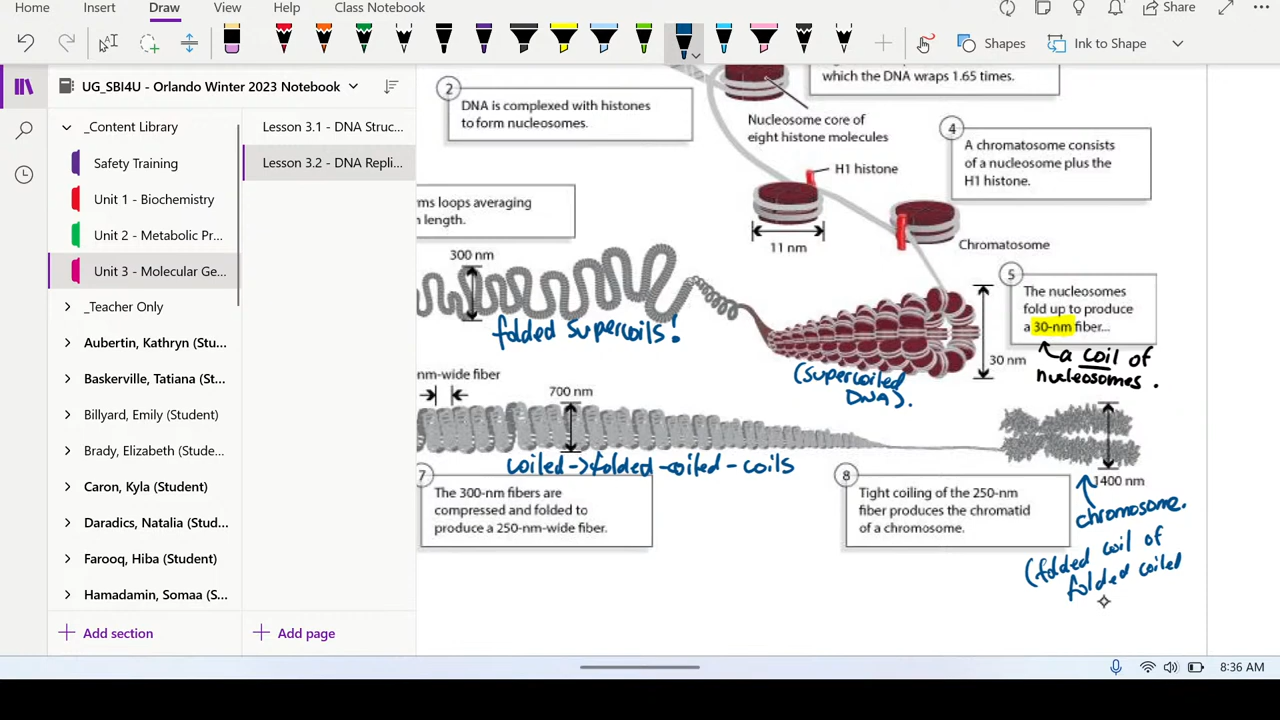 Home Insert Draw View Help Class Notebook Share
Shapes Ink to Shape
UG_SBI4U - Orlando Winter 2023 Notebook
_Content Library
Safety Training
Unit 1 - Biochemistry
Unit 2 - Metabolic Pr...
Unit 3 - Molecular Ge...
_Teacher Only
Aubertin, Kathryn (Stu...
Baskerville, Tatiana (St...
Billyard, Emily (Student)
Brady, Elizabeth (Stude...
Caron, Kyla (Student)
Daradics, Natalia (Stud...
Farooq, Hiba (Student)
Hamadamin, Somaa (S...
Add section
Lesson 3.1 - DNA Struc...
Lesson 3.2 - DNA Repli...
Add page
which the DNA wraps 1.65 times.
2
DNA is complexed with histones
to form nucleosomes.
Nucleosome core of
eight histone molecules
4
A chromatosome consists
of a nucleosome plus the
H1 histone.
H1 histone
11 nm
Chromatosome
ms loops averaging
length.
300 nm
folded supercoils!
5
The nucleosomes
fold up to produce
a 30-nm fiber...
30 nm
a coil of
nucleosomes.
(supercoiled
DNA).
nm-wide fiber
700 nm
coiled->folded-coiled-coils
7
The 300-nm fibers are
compressed and folded to
produce a 250-nm-wide fiber.
8
Tight coiling of the 250-nm
fiber produces the chromatid
of a chromosome.
1400 nm
chromosome.
(folded coil of
folded coiled
8:36 AM